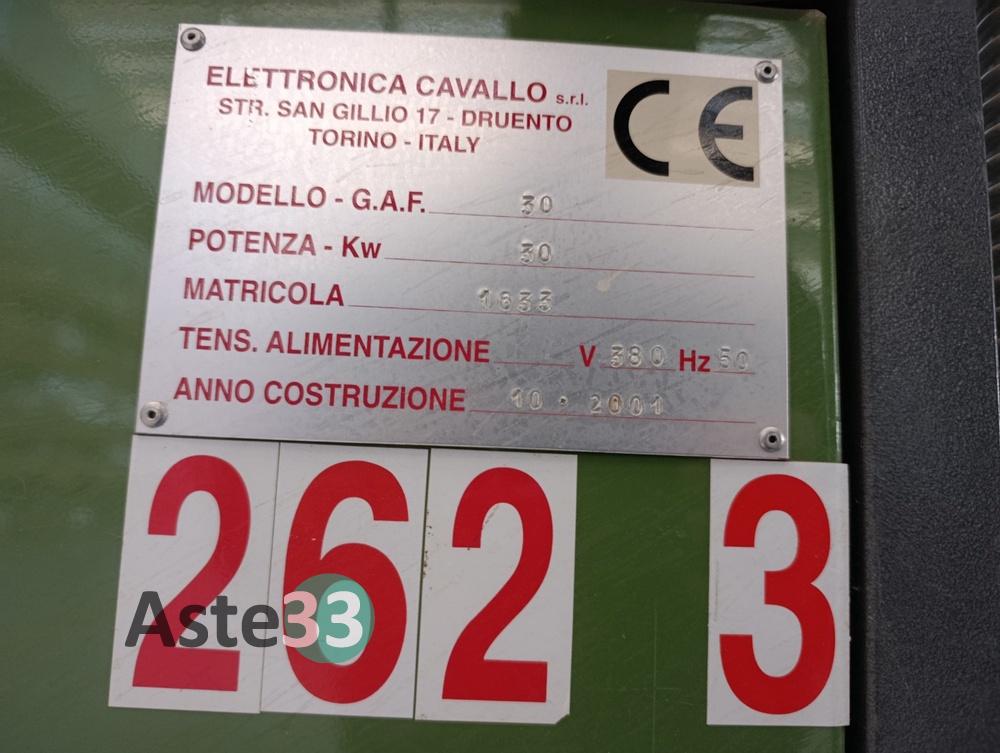 ELETTRONICA CAVALLO s.r.l.
STR. SAN GILLIO 17 - DRUENTO
TORINO - ITALY
CE
MODELLO - G.A.F. 30
POTENZA - Kw 30
MATRICOLA 1633
TENS. ALIMENTAZIONE V 380 Hz 50
ANNO COSTRUZIONE 10 · 2001
262 3
Aste33